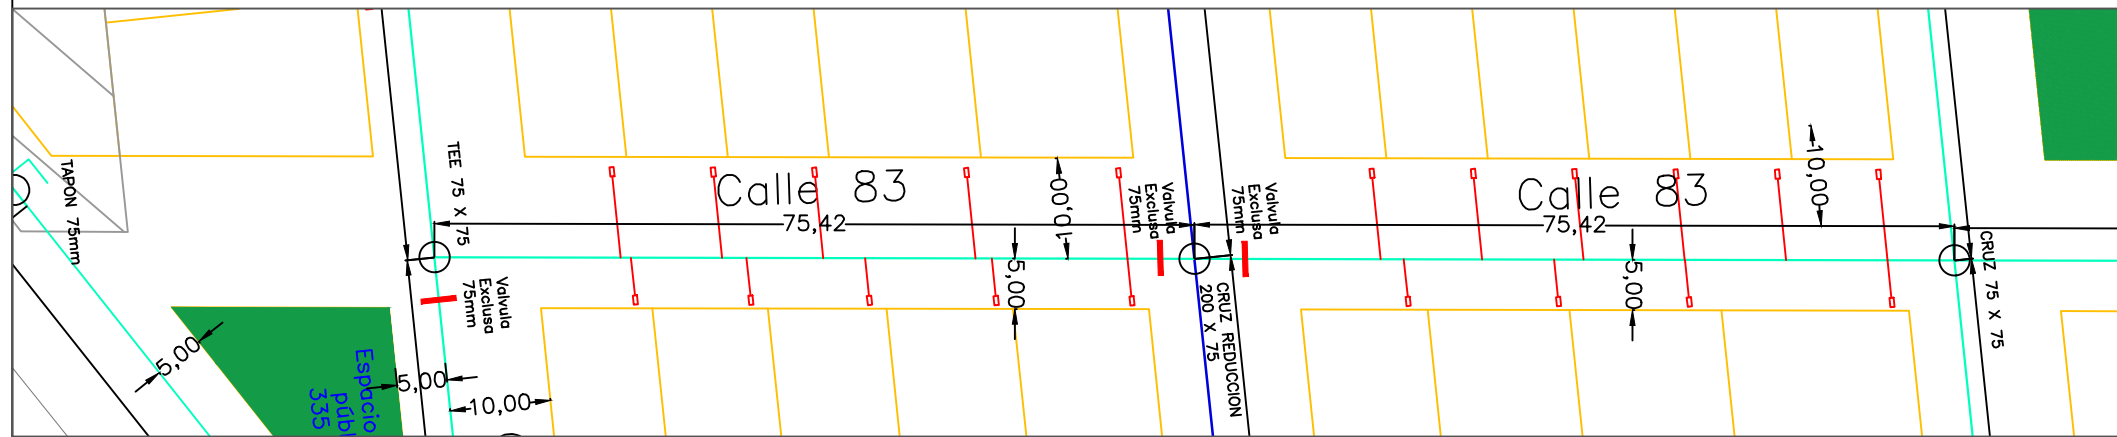 TAPON 75mm
5,00
Espacio
públ
335
TEE 75 X 75
Valvula
Exclusa
75mm
5,00
10,00
Calle 83
75,42
5,00
10,00
Valvula
Exclusa
75mm
Valvula
Exclusa
75mm
CRUZ REDUCCION
200 X 75
Calle 83
75,42
5,00
10,00
CRUZ 75 X 75